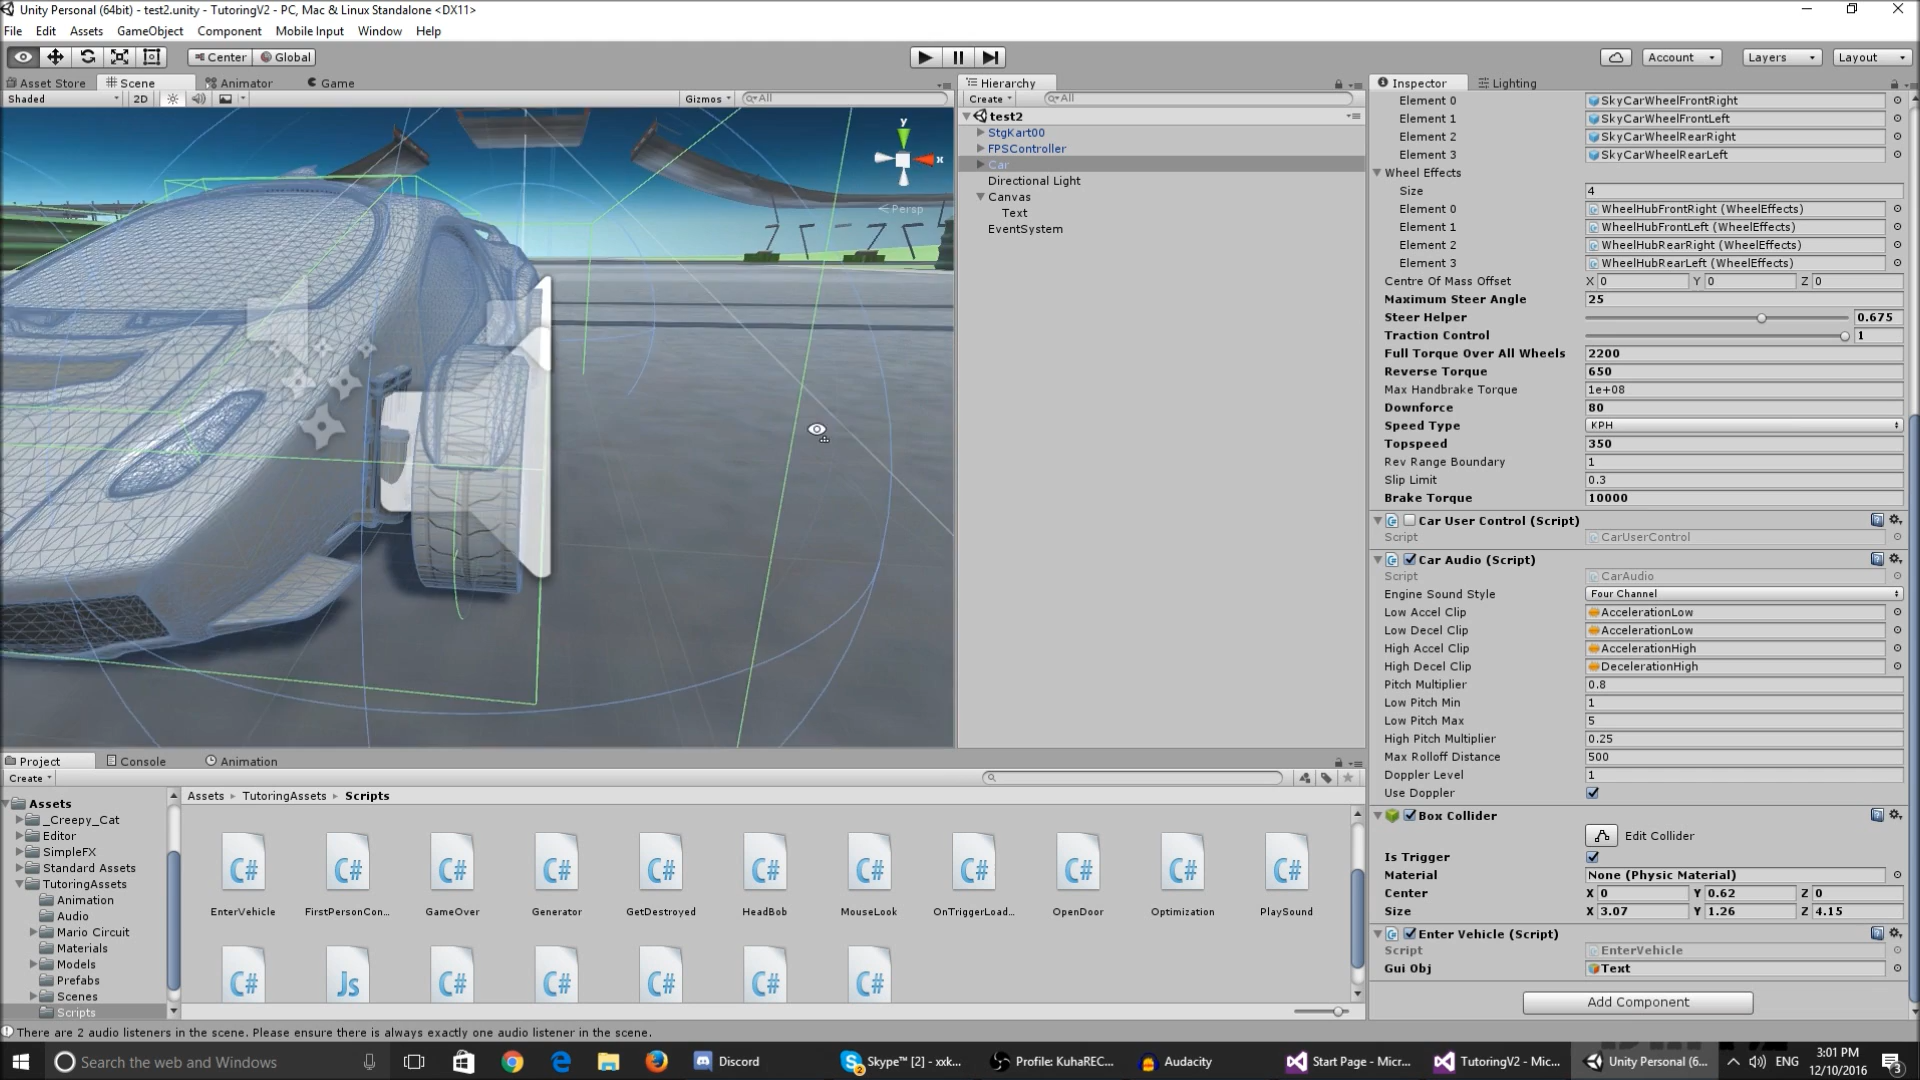 Unity Personal (64bit) - test2.unity - TutoringV2 - PC, Mac & Linux Standalone <DX11>
File Edit Assets GameObject Component Mobile Input Window Help
Center Global Account Layers Layout
Asset Store Scene Animator Game
Shaded 2D Gizmos All
y
x
Persp
Hierarchy
Create All
test2
StgKart00
FPSController
Car
Directional Light
Canvas
Text
EventSystem
Inspector Lighting
Element 0 SkyCarWheelFrontRight
Element 1 SkyCarWheelFrontLeft
Element 2 SkyCarWheelRearRight
Element 3 SkyCarWheelRearLeft
Wheel Effects
Size 4
Element 0 WheelHubFrontRight (WheelEffects)
Element 1 WheelHubFrontLeft (WheelEffects)
Element 2 WheelHubRearRight (WheelEffects)
Element 3 WheelHubRearLeft (WheelEffects)
Centre Of Mass Offset X 0 Y 0 Z 0
Maximum Steer Angle 25
Steer Helper 0.675
Traction Control 1
Full Torque Over All Wheels 2200
Reverse Torque 650
Max Handbrake Torque 1e+08
Downforce 80
Speed Type KPH
Topspeed 350
Rev Range Boundary 1
Slip Limit 0.3
Brake Torque 10000
Car User Control (Script)
Script CarUserControl
Car Audio (Script)
Script CarAudio
Engine Sound Style Four Channel
Low Accel Clip AccelerationLow
Low Decel Clip AccelerationLow
High Accel Clip AccelerationHigh
High Decel Clip DecelerationHigh
Pitch Multiplier 0.8
Low Pitch Min 1
Low Pitch Max 5
High Pitch Multiplier 0.25
Max Rolloff Distance 500
Doppler Level 1
Use Doppler
Box Collider
Edit Collider
Is Trigger
Material None (Physic Material)
Center X 0 Y 0.62 Z 0
Size X 3.07 Y 1.26 Z 4.15
Enter Vehicle (Script)
Script EnterVehicle
Gui Obj Text
Add Component
Project Console Animation
Create
Assets
_Creepy_Cat
Editor
SimpleFX
Standard Assets
TutoringAssets
Animation
Audio
Mario Circuit
Materials
Models
Prefabs
Scenes
Scripts
Assets TutoringAssets Scripts
C# C# C# C# C# C# C# C# C# C# C#
EnterVehicle FirstPersonCon... GameOver Generator GetDestroyed HeadBob MouseLook OnTriggerLoad... OpenDoor Optimization PlaySound
C# Js C# C# C# C# C#
There are 2 audio listeners in the scene. Please ensure there is always exactly one audio listener in the scene.
Search the web and Windows Discord Skype™ [2] - xxk... Profile: KuhaREC... Audacity Start Page - Micr... TutoringV2 - Mic... Unity Personal (6... ENG 3:01 PM
12/10/2016
2
3